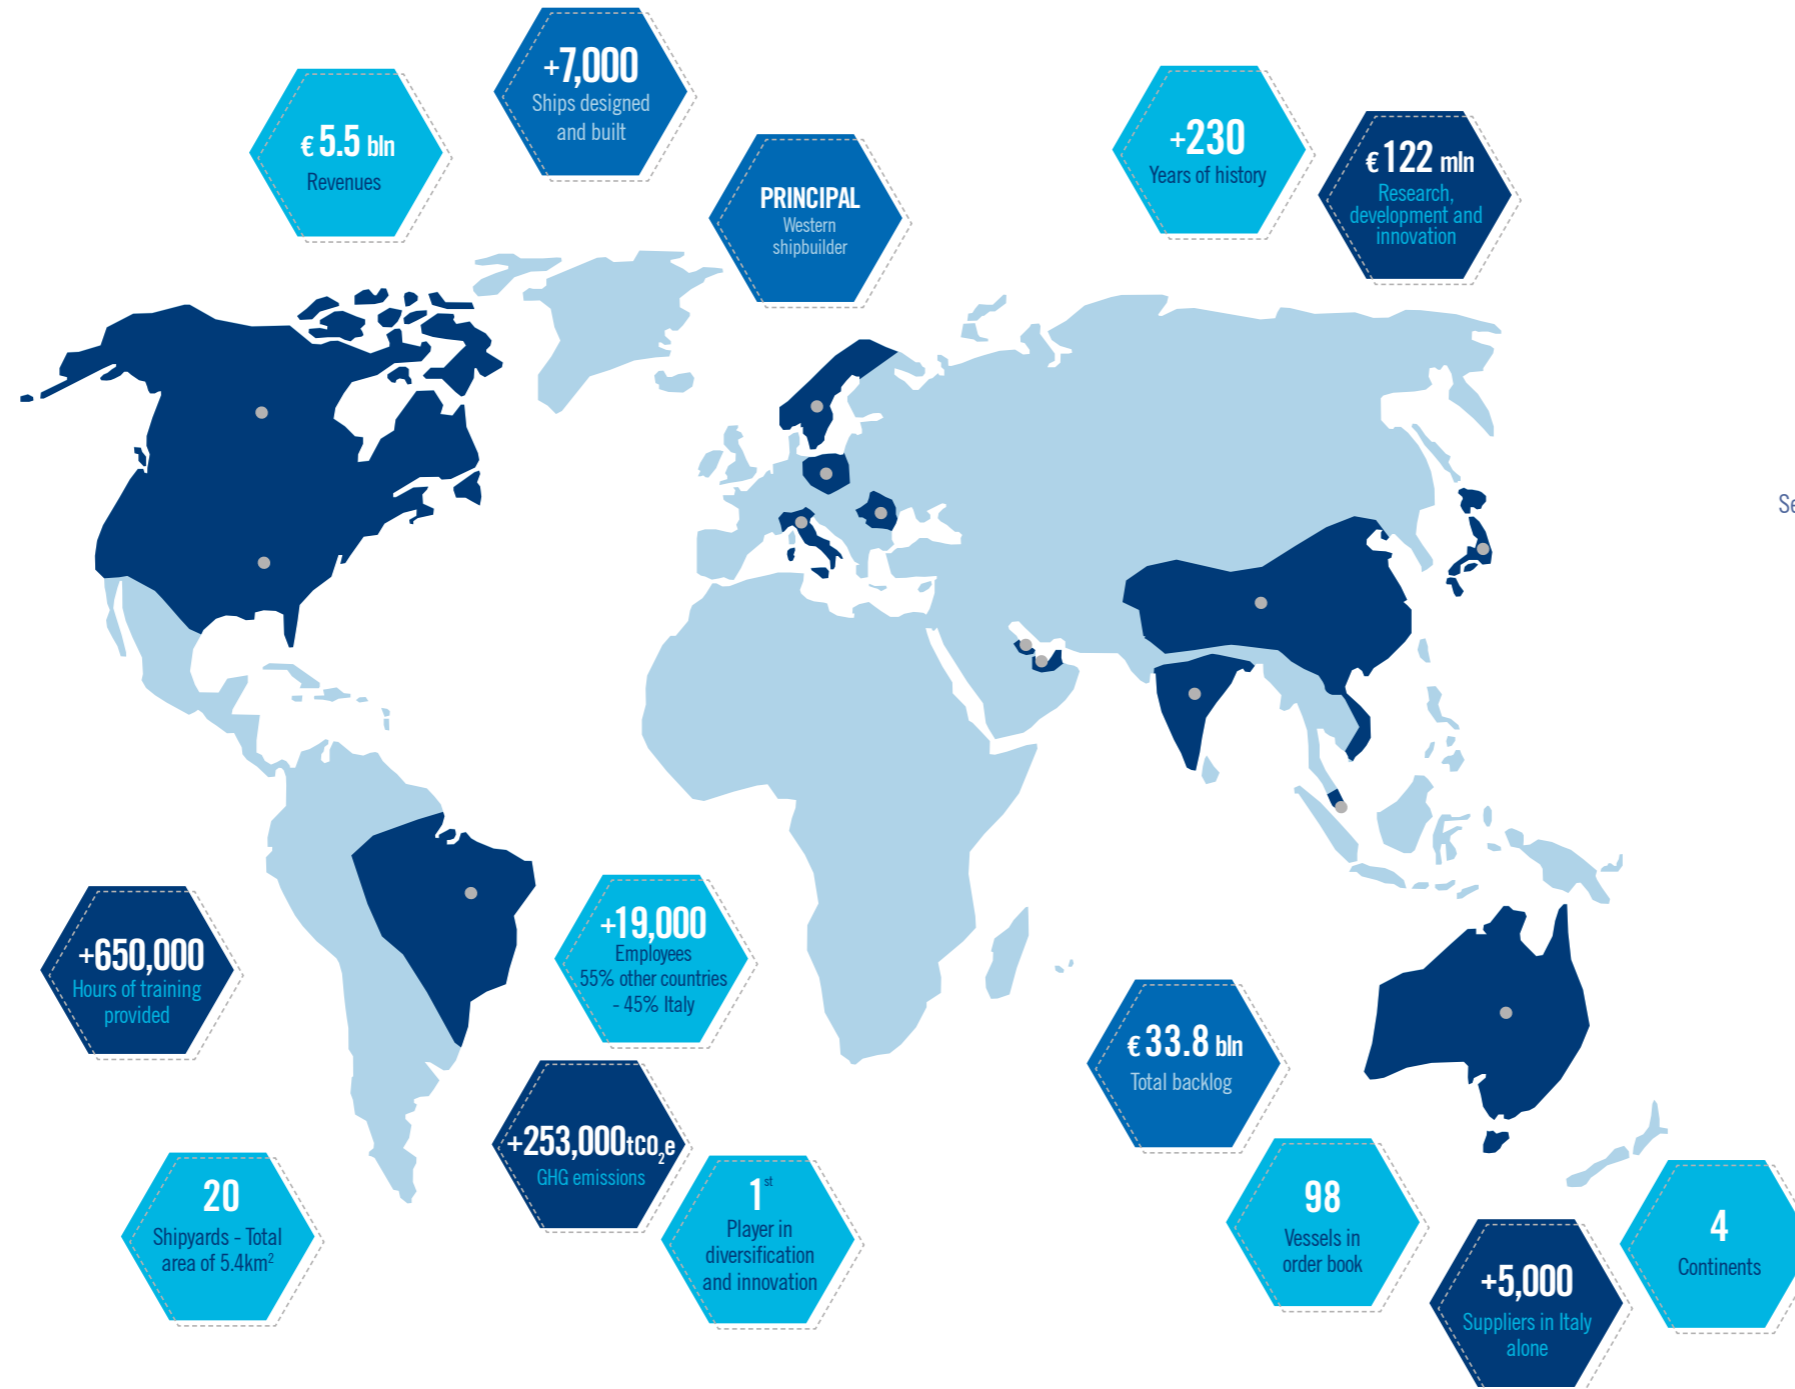 +7,000
Ships designed
and built
€ 5.5 bln
Revenues
PRINCIPAL
Western
shipbuilder
+230
Years of history
€ 122 mln
Research,
development and
innovation
Se
+650,000
Hours of training
provided
+19,000
Employees
55% other countries
- 45% Italy
€ 33.8 bln
Total backlog
+253,000tCO₂e
GHG emissions
20
Shipyards - Total
area of 5.4km²
1st
Player in
diversification
and innovation
98
Vessels in
order book
+5,000
Suppliers in Italy
alone
4
Continents